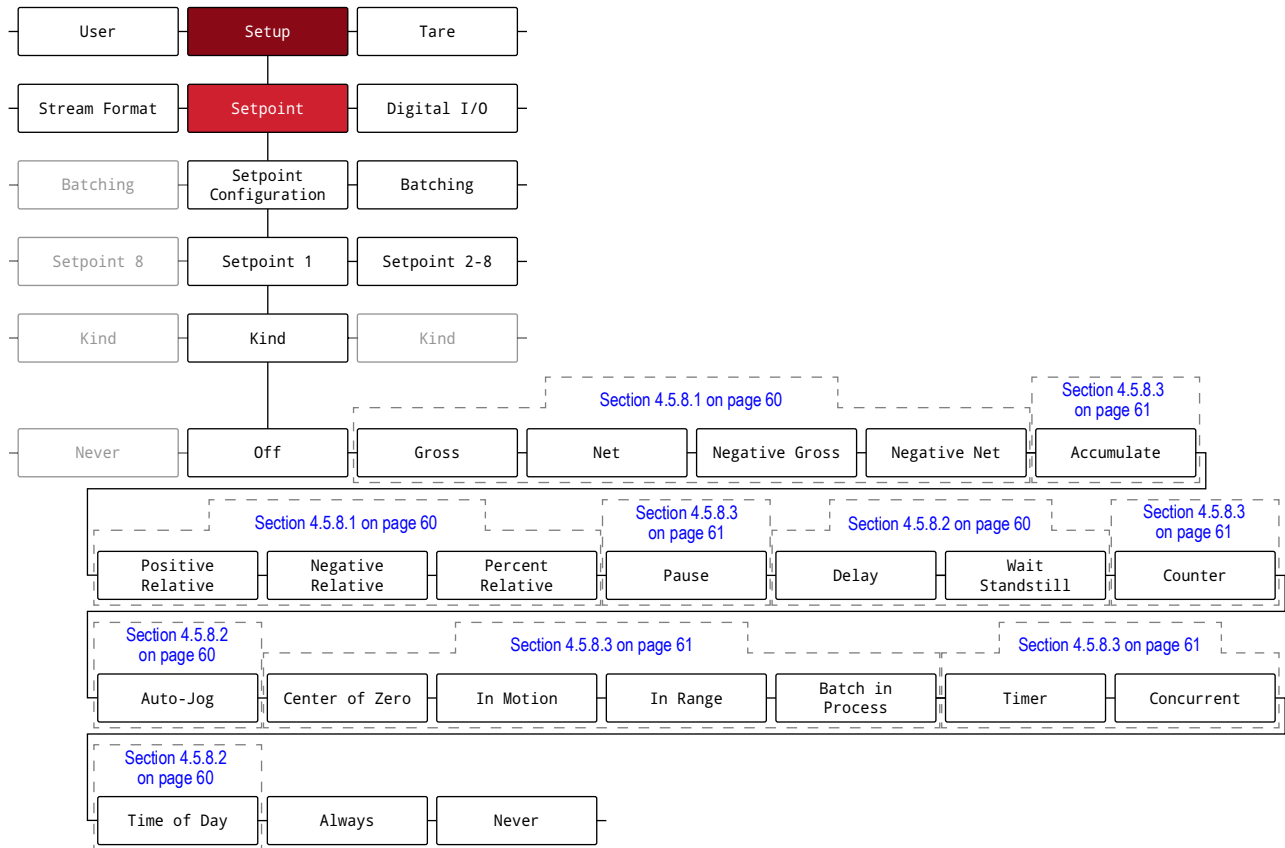 User
Setup
Tare
Stream Format
Setpoint
Digital I/O
Batching
Setpoint
Configuration
Batching
Setpoint 8
Setpoint 1
Setpoint 2-8
Kind
Kind
Kind
Section 4.5.8.1 on page 60
Section 4.5.8.3
on page 61
Never
Off
Gross
Net
Negative Gross
Negative Net
Accumulate
Section 4.5.8.1 on page 60
Section 4.5.8.3
on page 61
Section 4.5.8.2 on page 60
Section 4.5.8.3
on page 61
Positive
Relative
Negative
Relative
Percent
Relative
Pause
Delay
Wait
Standstill
Counter
Section 4.5.8.2
on page 60
Section 4.5.8.3 on page 61
Section 4.5.8.3 on page 61
Auto-Jog
Center of Zero
In Motion
In Range
Batch in
Process
Timer
Concurrent
Section 4.5.8.2
on page 60
Time of Day
Always
Never